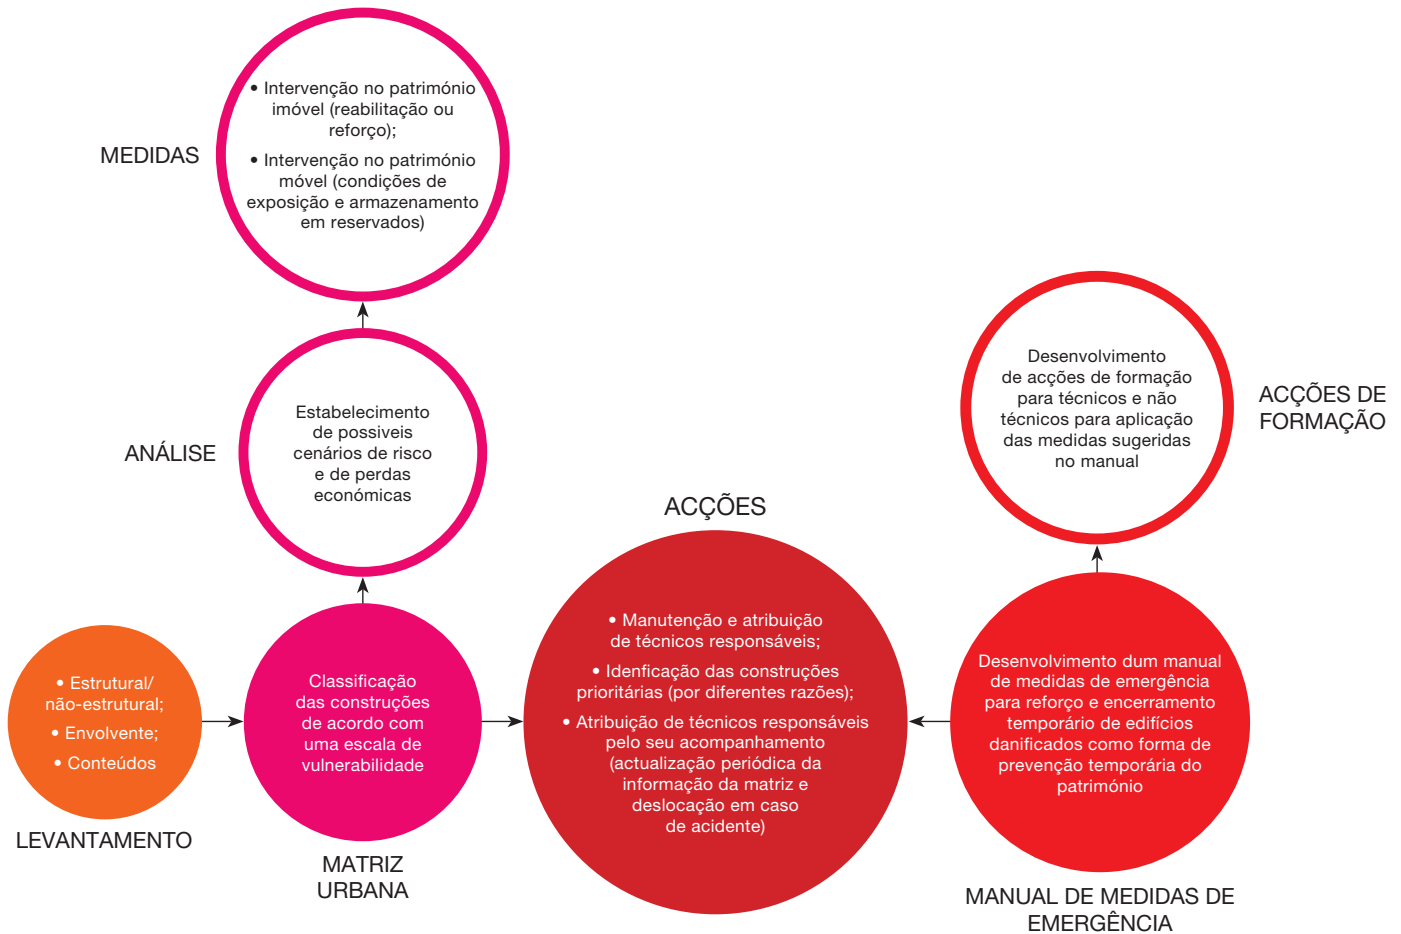 MEDIDAS
• Intervenção no património
imóvel (reabilitação ou
reforço);
• Intervenção no património
móvel (condições de
exposição e armazenamento
em reservados)
ANÁLISE
Estabelecimento
de possiveis
cenários de risco
e de perdas
económicas
• Estrutural/
não-estrutural;
• Envolvente;
• Conteúdos
LEVANTAMENTO
Classificação
das construções
de acordo com
uma escala de
vulnerabilidade
MATRIZ
URBANA
ACÇÕES
• Manutenção e atribuição
de técnicos responsáveis;
• Idenficação das construções
prioritárias (por diferentes razões);
• Atribuição de técnicos responsáveis
pelo seu acompanhamento
(actualização periódica da
informação da matriz e
deslocação em caso
de acidente)
Desenvolvimento
de acções de formação
para técnicos e não
técnicos para aplicação
das medidas sugeridas
no manual
ACÇÕES DE
FORMAÇÃO
Desenvolvimento dum manual
de medidas de emergência
para reforço e encerramento
temporário de edifícios
danificados como forma de
prevenção temporária do
património
MANUAL DE MEDIDAS DE
EMERGÊNCIA